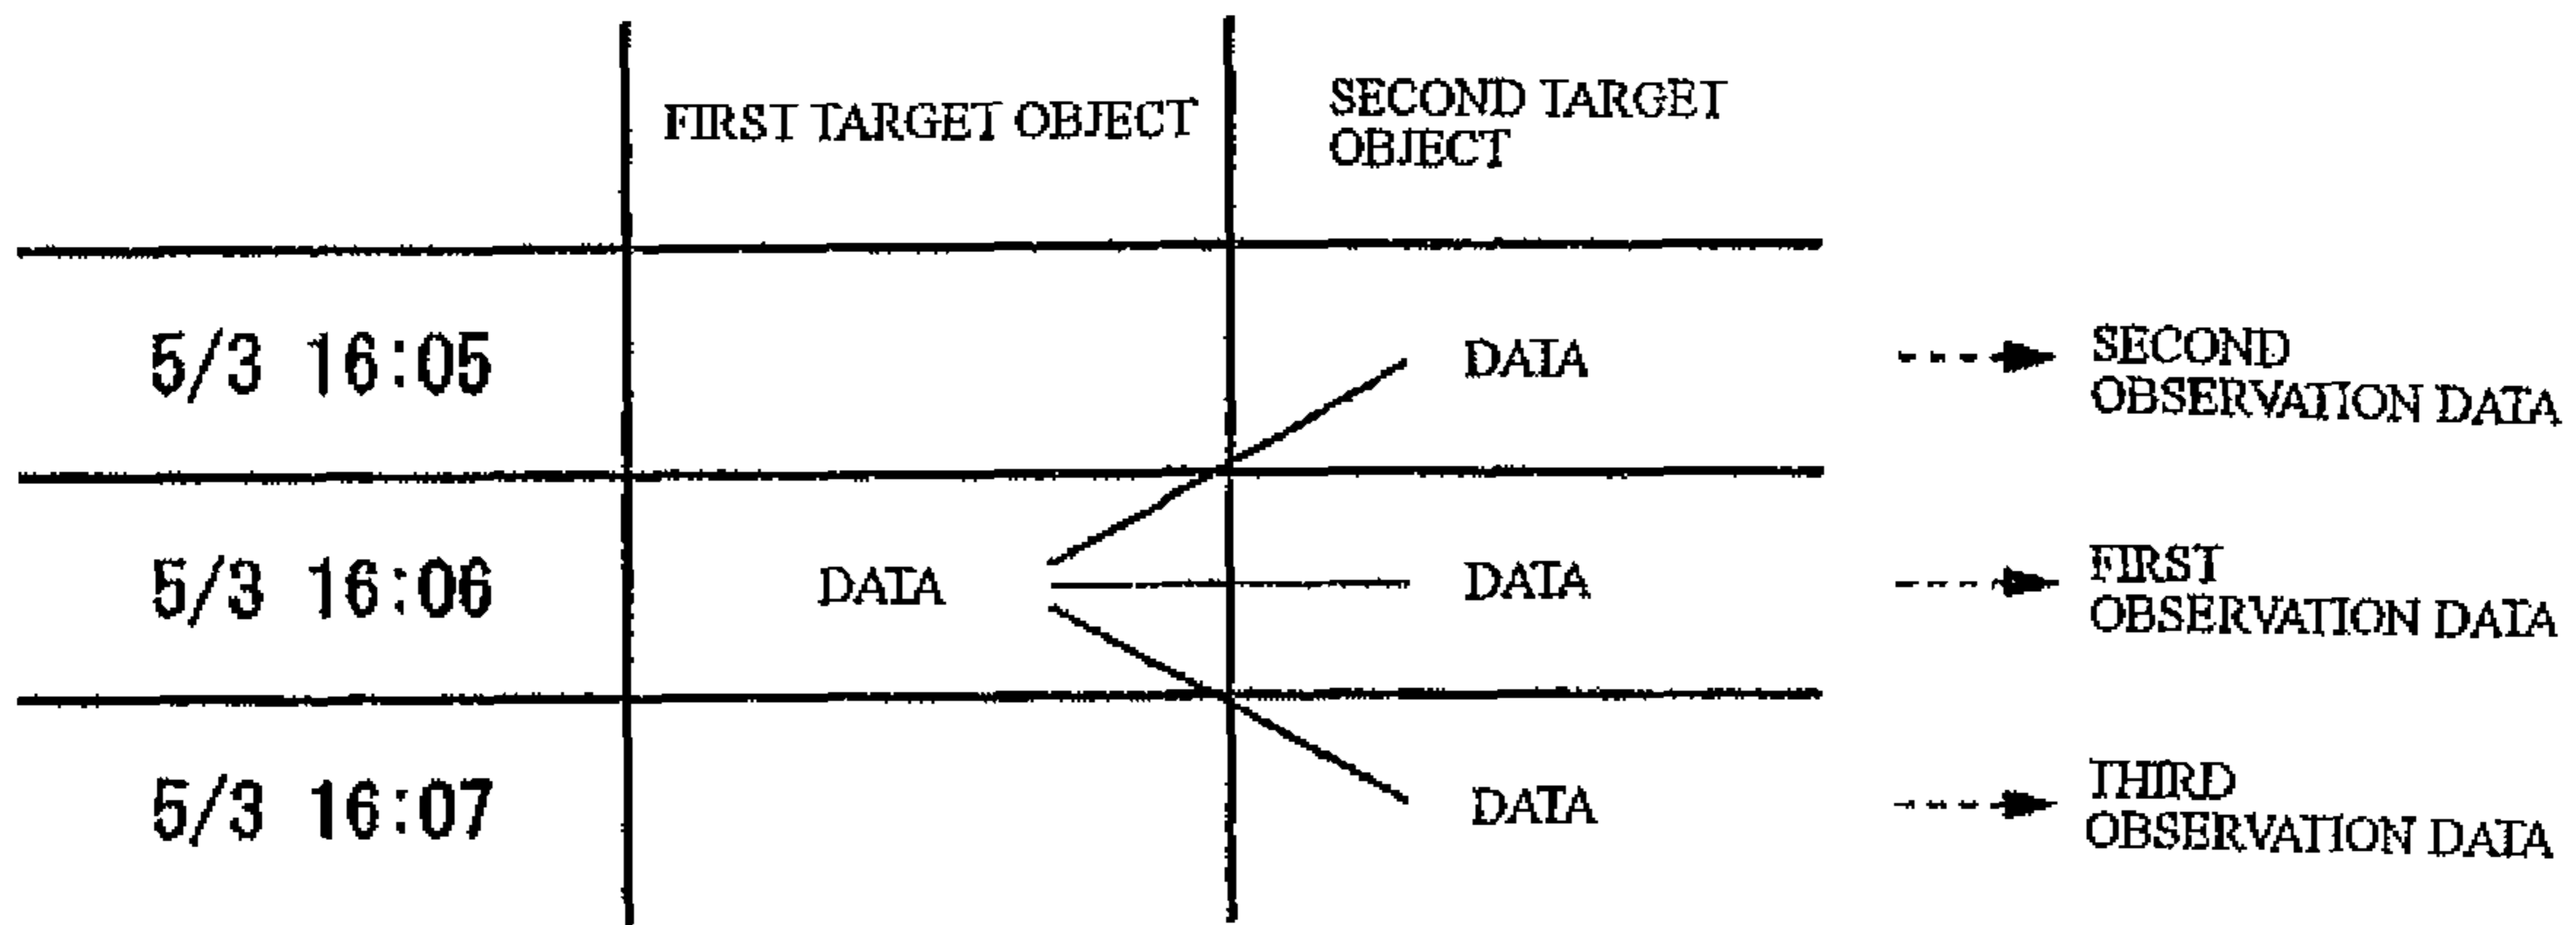 FIRST TARGET OBJECT
SECOND TARGET
OBJECT
5/3 16:05
DATA
SECOND
OBSERVATION DATA
5/3 16:06
DATA
DATA
FIRST
OBSERVATION DATA
5/3 16:07
DATA
THIRD
OBSERVATION DATA